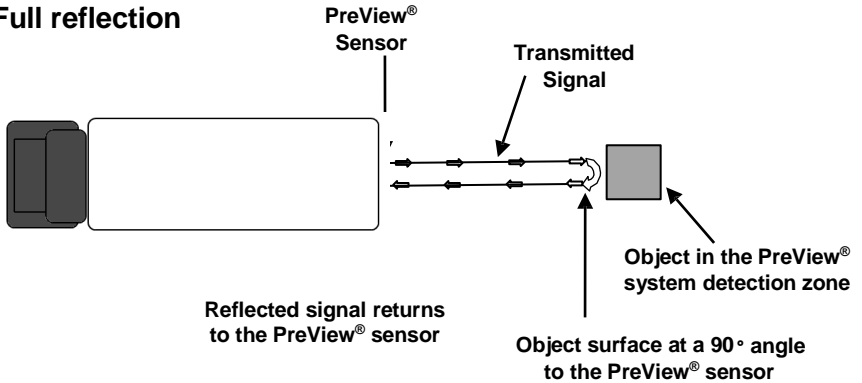 Full reflection
PreView®
Sensor
Transmitted
Signal
Object in the PreView®
system detection zone
Reflected signal returns
to the PreView® sensor
Object surface at a 90° angle
to the PreView® sensor